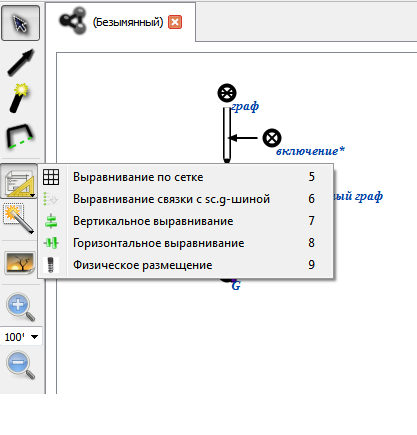 (Безымянный)
граф
включение*
Выравнивание по сетке 5
Выравнивание связки с sc.g-шиной 6
ый граф
Вертикальное выравнивание 7
Горизонтальное выравнивание 8
Физическое размещение 9
G
100'